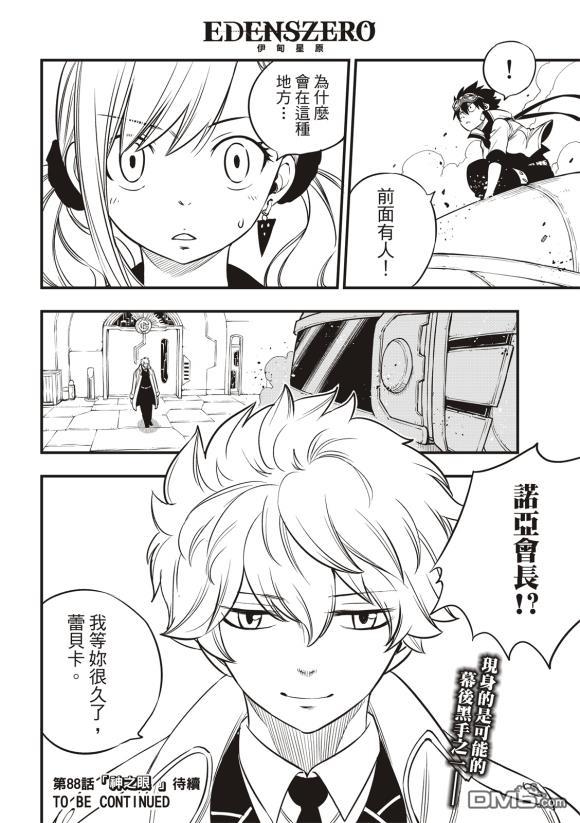 EDENSZERO
伊甸星原
！
前面有人！
為什麼
會在這種
地方…
諾亞會長!?
我等妳很久了，
蕾貝卡。
現身的是可能的
幕後黑手之一
第88話『神之眼』待續
TO BE CONTINUED
DM5.com